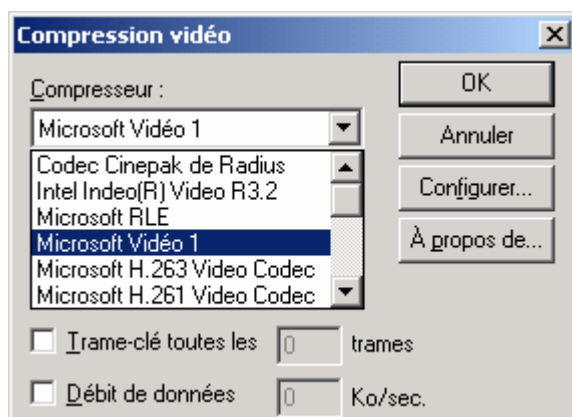 Compression vidéo
Compresseur :
OK
Microsoft Vidéo 1
Annuler
Codec Cinepak de Radius
Intel Indeo(R) Video R3.2
Microsoft RLE
Microsoft Vidéo 1
Microsoft H.263 Video Codec
Microsoft H.261 Video Codec
Configurer...
À propos de...
Trame-clé toutes les 0 trames
Débit de données 0 Ko/sec.